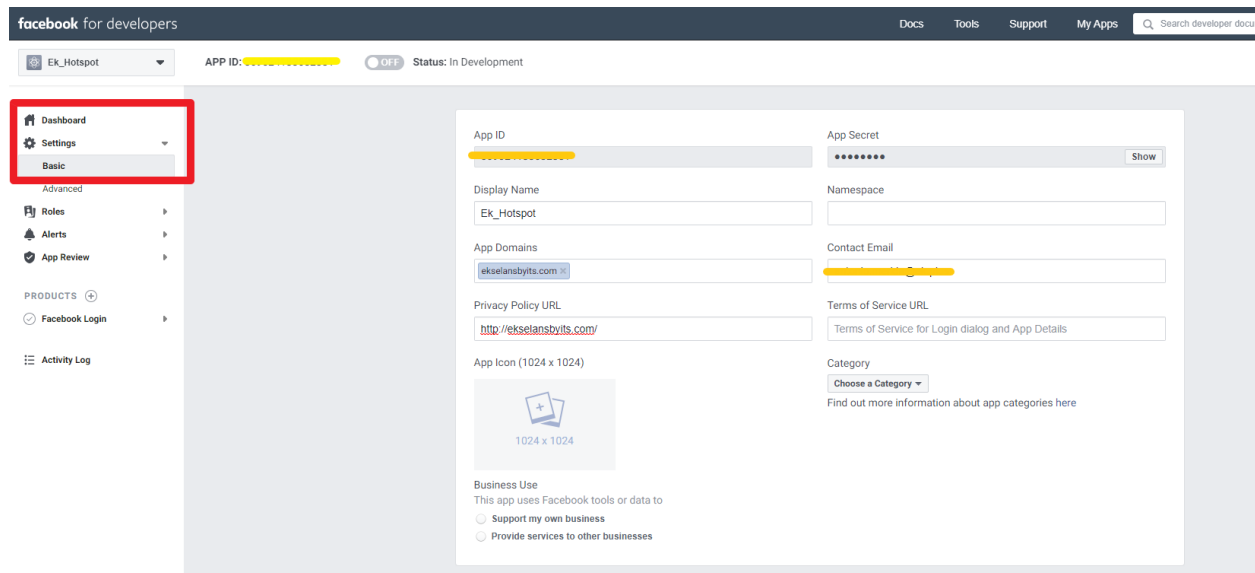 facebook for developers
Docs Tools Support My Apps Search developer docu
Ek_Hotspot APP ID: OFF Status: In Development
Dashboard
Settings
Basic
Advanced
Roles
Alerts
App Review
PRODUCTS
Facebook Login
Activity Log
App ID App Secret
Show
Display Name Namespace
Ek_Hotspot
App Domains Contact Email
ekselansbyits.com
Privacy Policy URL Terms of Service URL
http://ekselansbyits.com/ Terms of Service for Login dialog and App Details
App Icon (1024 x 1024) Category
Choose a Category
Find out more information about app categories here
1024 x 1024
Business Use
This app uses Facebook tools or data to
Support my own business
Provide services to other businesses